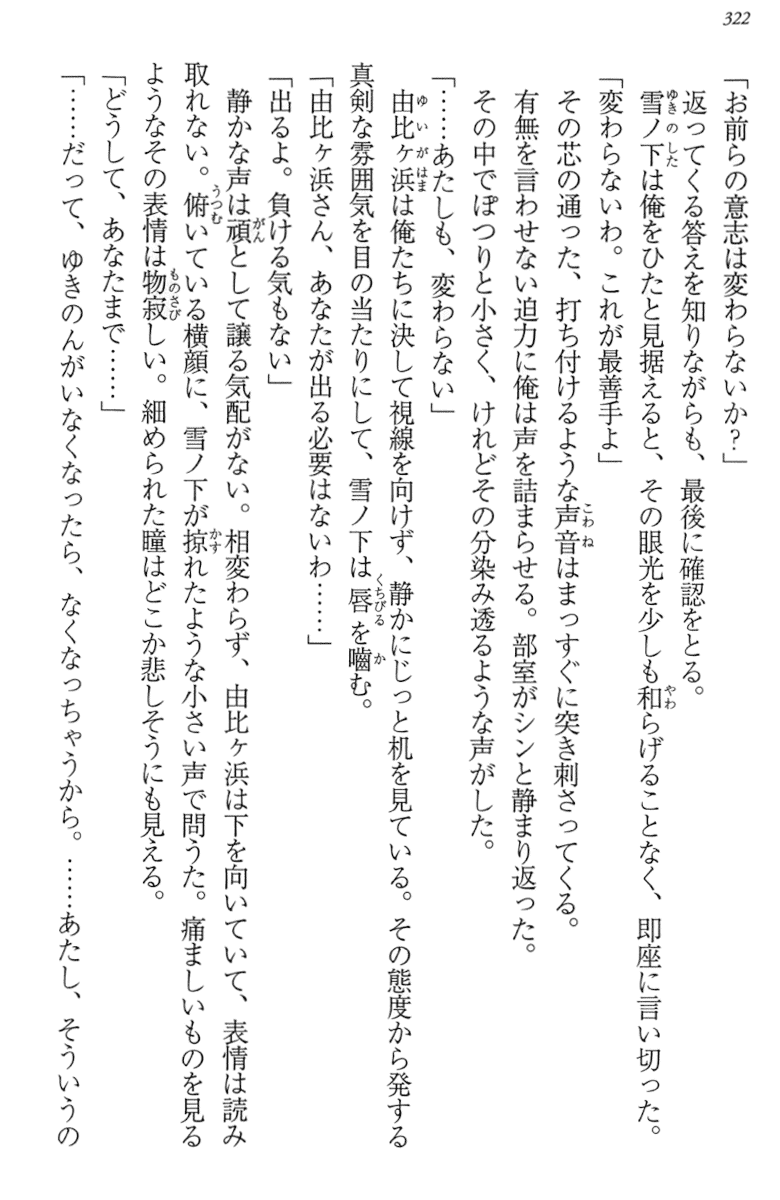 322
「お前らの意志は変わらないか？」
返ってくる答えを知りながらも、最後に確認をとる。
雪ノ下は俺をひたと見据えると、その眼光を少しも和らげることなく、即座に言い切った。
「変わらないわ。これが最善手よ」
その芯の通った、打ち付けるような声音はまっすぐに突き刺さってくる。
有無を言わせない迫力に俺は声を詰まらせる。部室がシンと静まり返った。
その中でぽつりと小さく、けれどその分染み透るような声がした。
「……あたしも、変わらない」
由比ヶ浜は俺たちに決して視線を向けず、静かにじっと机を見ている。その態度から発する
真剣な雰囲気を目の当たりにして、雪ノ下は唇を嚙む。
「由比ヶ浜さん、あなたが出る必要はないわ……」
「出るよ。負ける気もない」
静かな声は頑として譲る気配がない。相変わらず、由比ヶ浜は下を向いていて、表情は読み
取れない。俯いている横顔に、雪ノ下が掠れたような小さい声で問うた。痛ましいものを見る
ようなその表情は物寂しい。細められた瞳はどこか悲しそうにも見える。
「どうして、あなたまで……」
「……だって、ゆきのんがいなくなったら、なくなっちゃうから。……あたし、そういうの